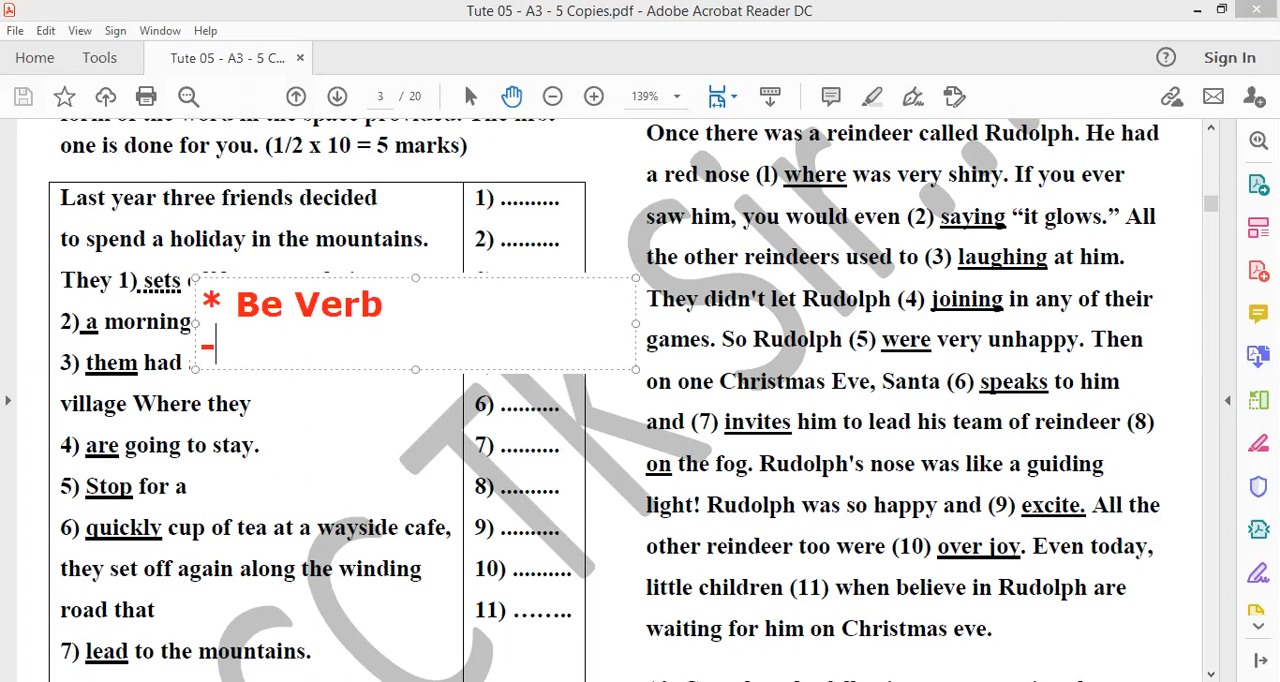 Tute 05 - A3 - 5 Copies.pdf - Adobe Acrobat Reader DC
File Edit View Sign Window Help
Home Tools Tute 05 - A3 - 5 C... × Sign In
3 / 20 139%
one is done for you. (1/2 x 10 = 5 marks)
Last year three friends decided 1) ..........
to spend a holiday in the mountains. 2) ..........
They 1) sets
* Be Verb
2) a morning
-
3) them had
village Where they 6) ..........
4) are going to stay. 7) ..........
5) Stop for a 8) ..........
6) quickly cup of tea at a wayside cafe, 9) ..........
they set off again along the winding 10) ..........
road that 11) ……..
7) lead to the mountains.
Once there was a reindeer called Rudolph. He had
a red nose (l) where was very shiny. If you ever
saw him, you would even (2) saying “it glows.” All
the other reindeers used to (3) laughing at him.
They didn't let Rudolph (4) joining in any of their
games. So Rudolph (5) were very unhappy. Then
on one Christmas Eve, Santa (6) speaks to him
and (7) invites him to lead his team of reindeer (8)
on the fog. Rudolph's nose was like a guiding
light! Rudolph was so happy and (9) excite. All the
other reindeer too were (10) over joy. Even today,
little children (11) when believe in Rudolph are
waiting for him on Christmas eve.